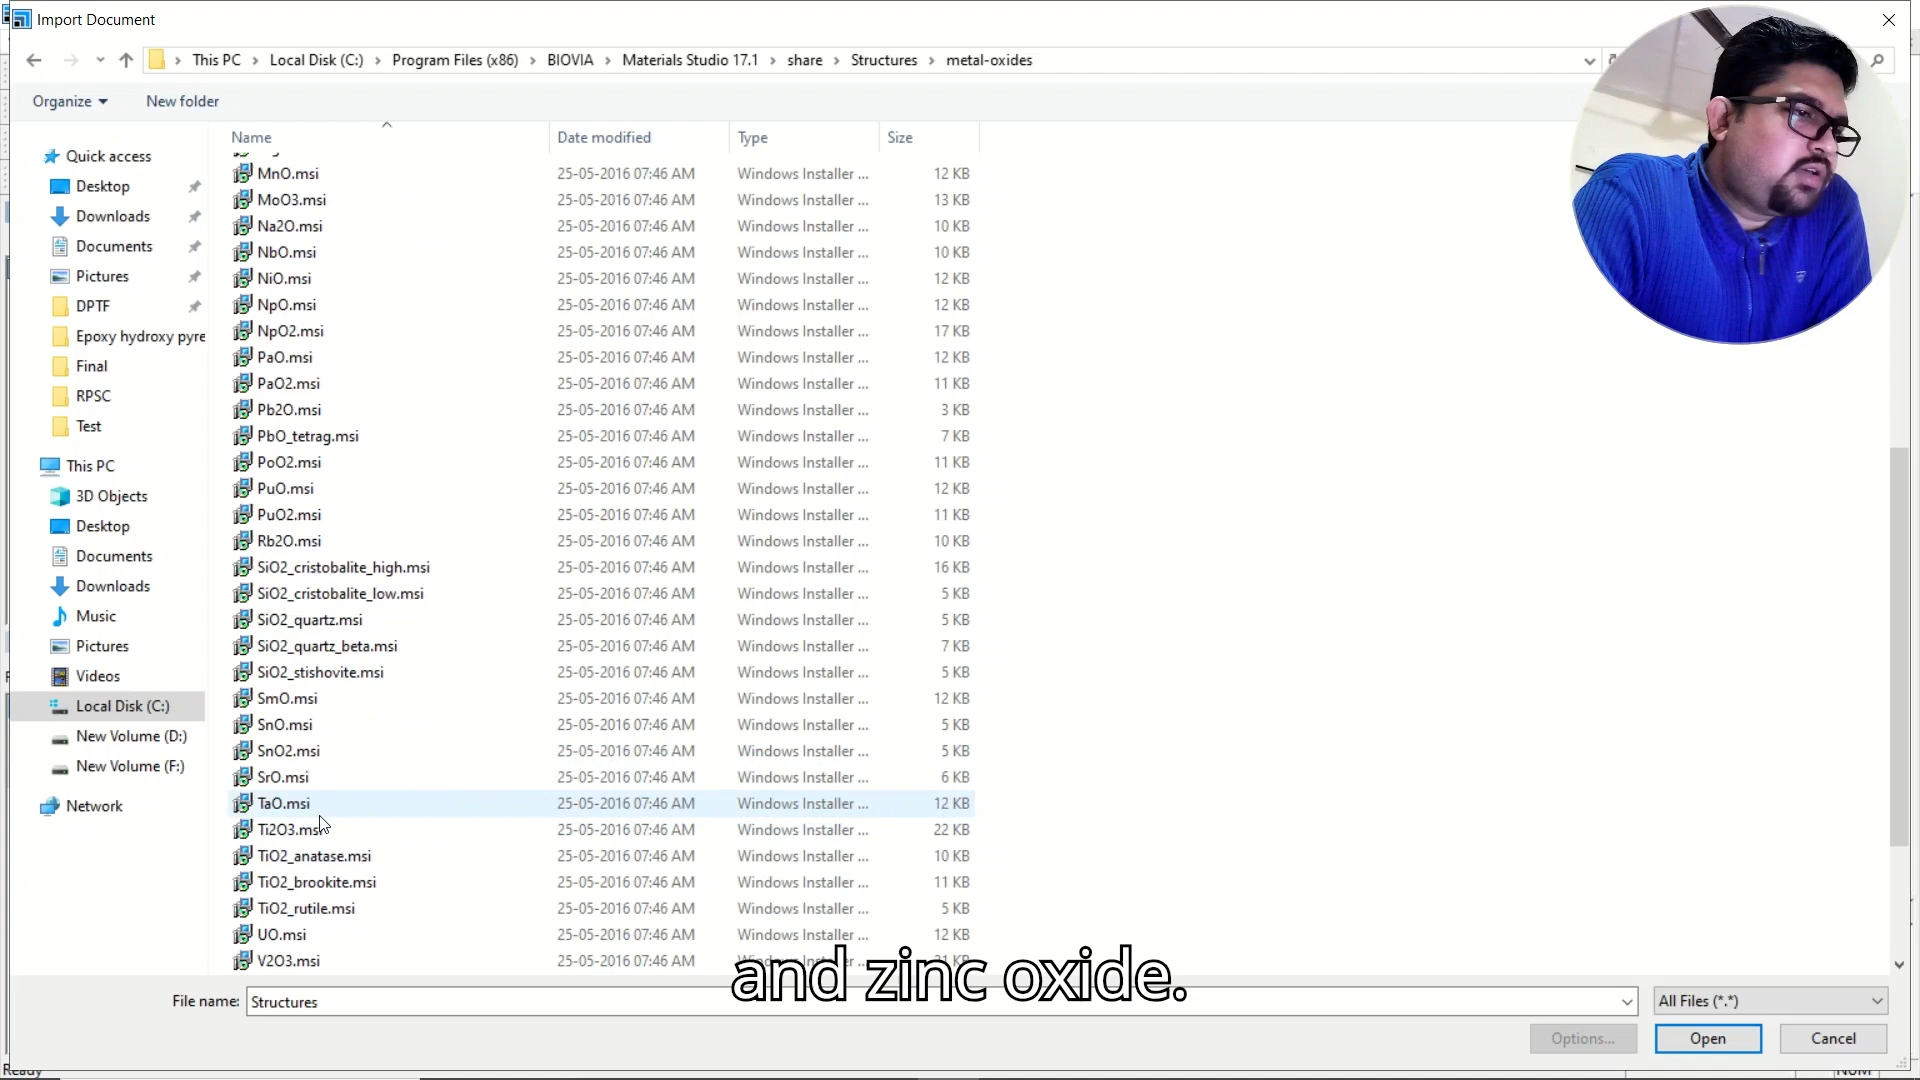 Import Document
This PC > Local Disk (C:) > Program Files (x86) > BIOVIA > Materials Studio 17.1 > share > Structures > metal-oxides
Organize New folder
Name Date modified Type Size
Quick access
Desktop
Downloads
Documents
Pictures
DPTF
Epoxy hydroxy pyre
Final
RPSC
Test
This PC
3D Objects
Desktop
Documents
Downloads
Music
Pictures
Videos
Local Disk (C:)
New Volume (D:)
New Volume (F:)
Network
MnO.msi 25-05-2016 07:46 AM Windows Installer ... 12 KB
MoO3.msi 25-05-2016 07:46 AM Windows Installer ... 13 KB
Na2O.msi 25-05-2016 07:46 AM Windows Installer ... 10 KB
NbO.msi 25-05-2016 07:46 AM Windows Installer ... 10 KB
NiO.msi 25-05-2016 07:46 AM Windows Installer ... 12 KB
NpO.msi 25-05-2016 07:46 AM Windows Installer ... 12 KB
NpO2.msi 25-05-2016 07:46 AM Windows Installer ... 17 KB
PaO.msi 25-05-2016 07:46 AM Windows Installer ... 12 KB
PaO2.msi 25-05-2016 07:46 AM Windows Installer ... 11 KB
Pb2O.msi 25-05-2016 07:46 AM Windows Installer ... 3 KB
PbO_tetrag.msi 25-05-2016 07:46 AM Windows Installer ... 7 KB
PoO2.msi 25-05-2016 07:46 AM Windows Installer ... 11 KB
PuO.msi 25-05-2016 07:46 AM Windows Installer ... 12 KB
PuO2.msi 25-05-2016 07:46 AM Windows Installer ... 11 KB
Rb2O.msi 25-05-2016 07:46 AM Windows Installer ... 10 KB
SiO2_cristobalite_high.msi 25-05-2016 07:46 AM Windows Installer ... 16 KB
SiO2_cristobalite_low.msi 25-05-2016 07:46 AM Windows Installer ... 5 KB
SiO2_quartz.msi 25-05-2016 07:46 AM Windows Installer ... 5 KB
SiO2_quartz_beta.msi 25-05-2016 07:46 AM Windows Installer ... 7 KB
SiO2_stishovite.msi 25-05-2016 07:46 AM Windows Installer ... 5 KB
SmO.msi 25-05-2016 07:46 AM Windows Installer ... 12 KB
SnO.msi 25-05-2016 07:46 AM Windows Installer ... 5 KB
SnO2.msi 25-05-2016 07:46 AM Windows Installer ... 5 KB
SrO.msi 25-05-2016 07:46 AM Windows Installer ... 6 KB
TaO.msi 25-05-2016 07:46 AM Windows Installer ... 12 KB
Ti2O3.msi 25-05-2016 07:46 AM Windows Installer ... 22 KB
TiO2_anatase.msi 25-05-2016 07:46 AM Windows Installer ... 10 KB
TiO2_brookite.msi 25-05-2016 07:46 AM Windows Installer ... 11 KB
TiO2_rutile.msi 25-05-2016 07:46 AM Windows Installer ... 5 KB
UO.msi 25-05-2016 07:46 AM Windows Installer ... 12 KB
V2O3.msi 25-05-2016 07:46 AM 21 KB
and zinc oxide.
File name: Structures All Files (*.*)
Options... Open Cancel
Ready